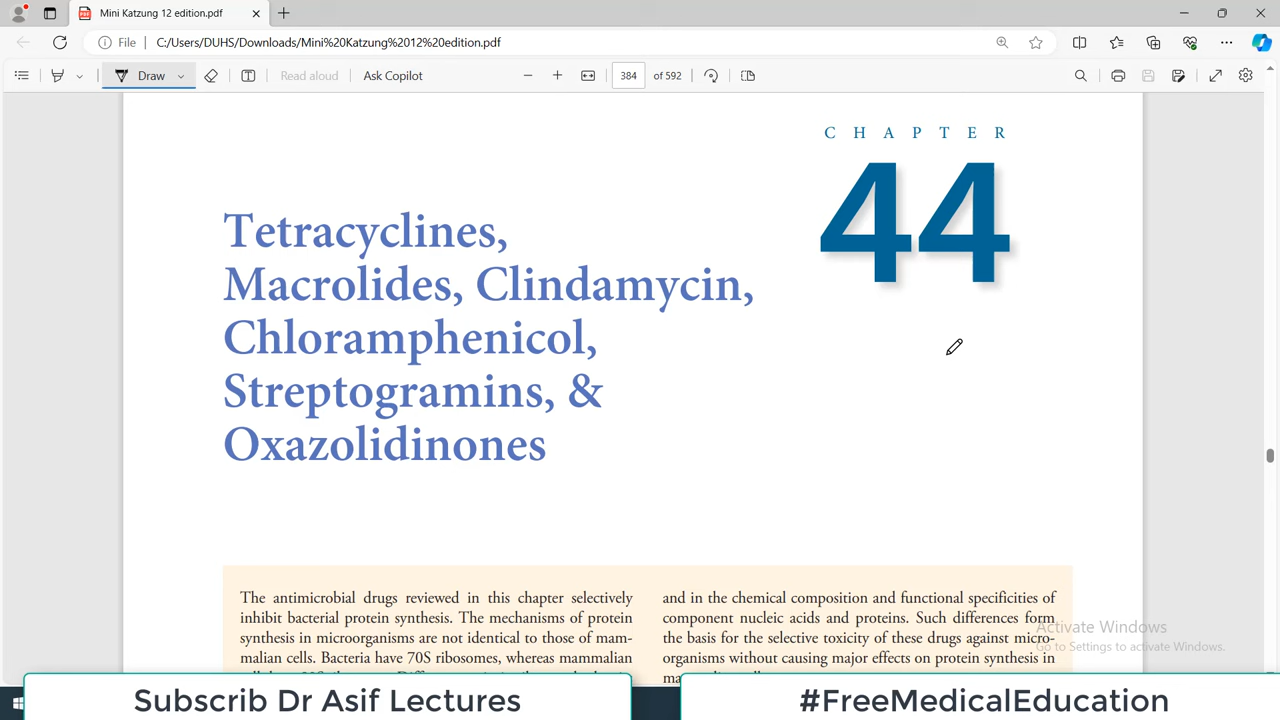 Mini Katzung 12 edition.pdf
File C:/Users/DUHS/Downloads/Mini%20Katzung%2012%20edition.pdf
Draw Read aloud Ask Copilot 384 of 592
CHAPTER
44
Tetracyclines,
Macrolides, Clindamycin,
Chloramphenicol,
Streptogramins, &
Oxazolidinones
The antimicrobial drugs reviewed in this chapter selectively
inhibit bacterial protein synthesis. The mechanisms of protein
synthesis in microorganisms are not identical to those of mam-
malian cells. Bacteria have 70S ribosomes, whereas mammalian
and in the chemical composition and functional specificities of
component nucleic acids and proteins. Such differences form
the basis for the selective toxicity of these drugs against micro-
organisms without causing major effects on protein synthesis in
Activate Windows
Go to Settings to activate Windows.
Subscrib Dr Asif Lectures
#FreeMedicalEducation